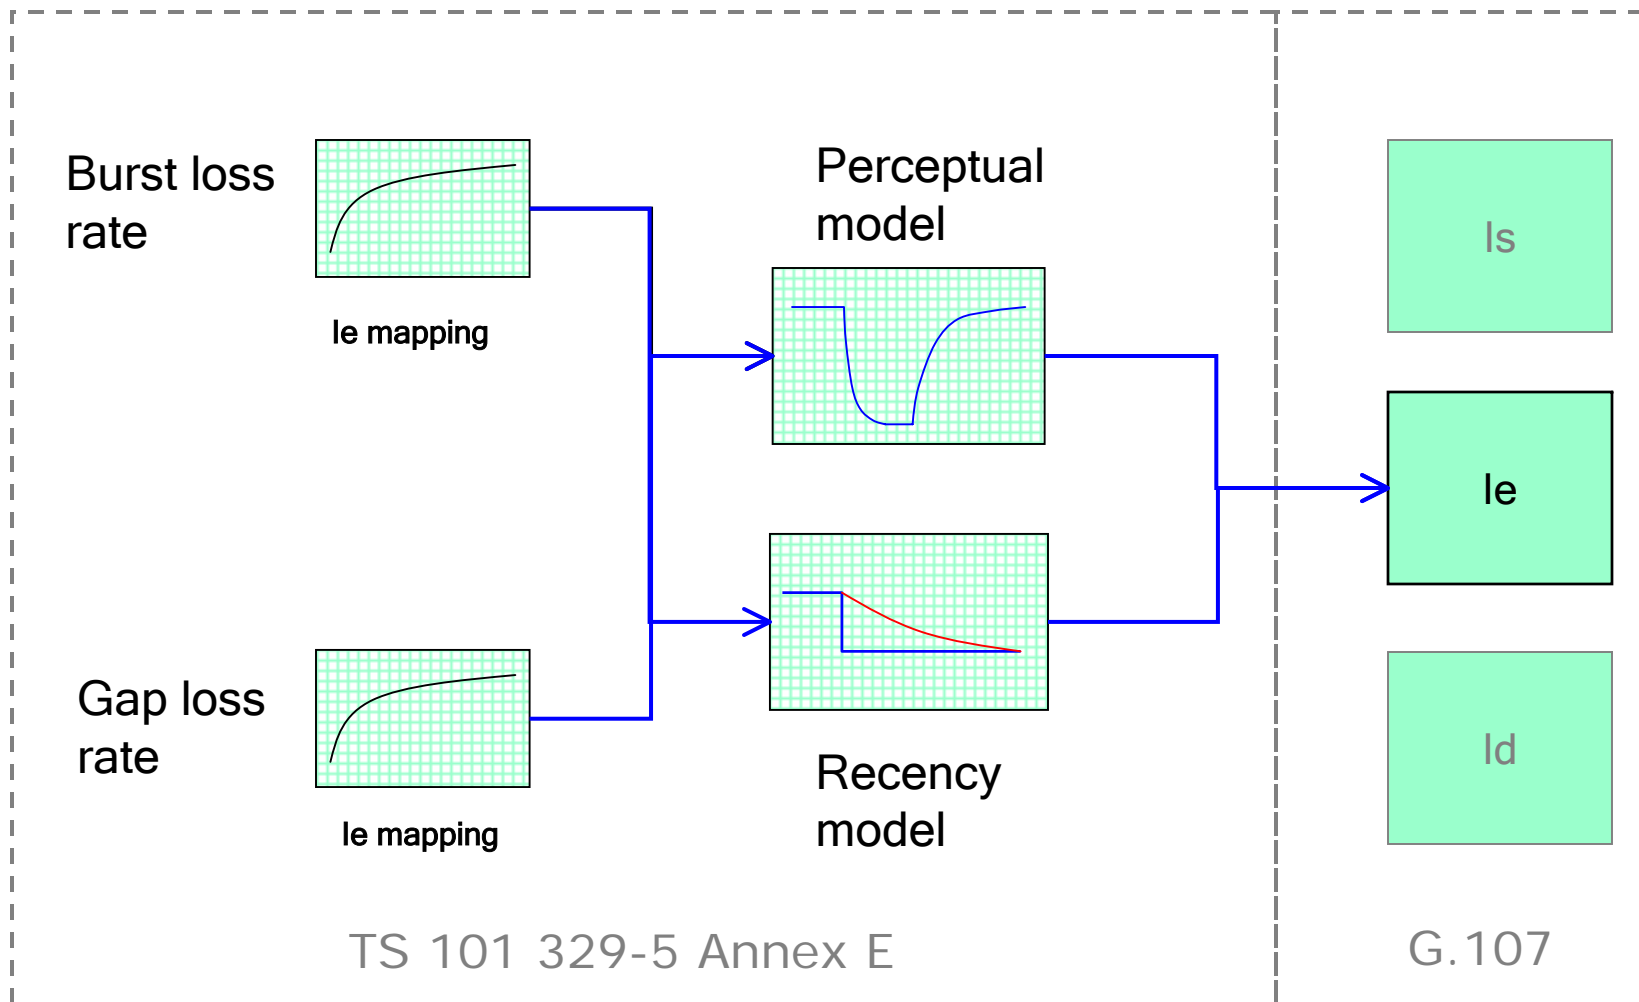 Burst loss
rate
Ie mapping
Perceptual
model
Is
Ie
Gap loss
rate
Ie mapping
Recency
model
Id
TS 101 329-5 Annex E
G.107